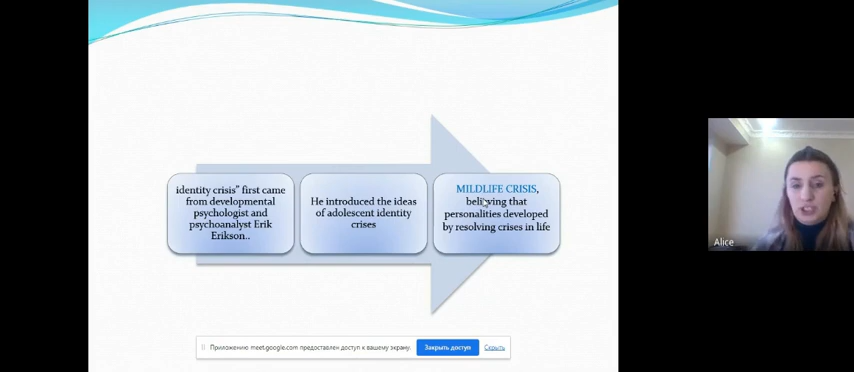 identity crisis" first came
from developmental
psychologist and
psychoanalyst Erik
Erikson..
He introduced the ideas
of adolescent identity
crises
MILDLIFE CRISIS,
believing that
personalities developed
by resolving crises in life
Приложению meet.google.com предоставлен доступ к вашему экрану.
Закрыть доступ
Скрыть
Alice